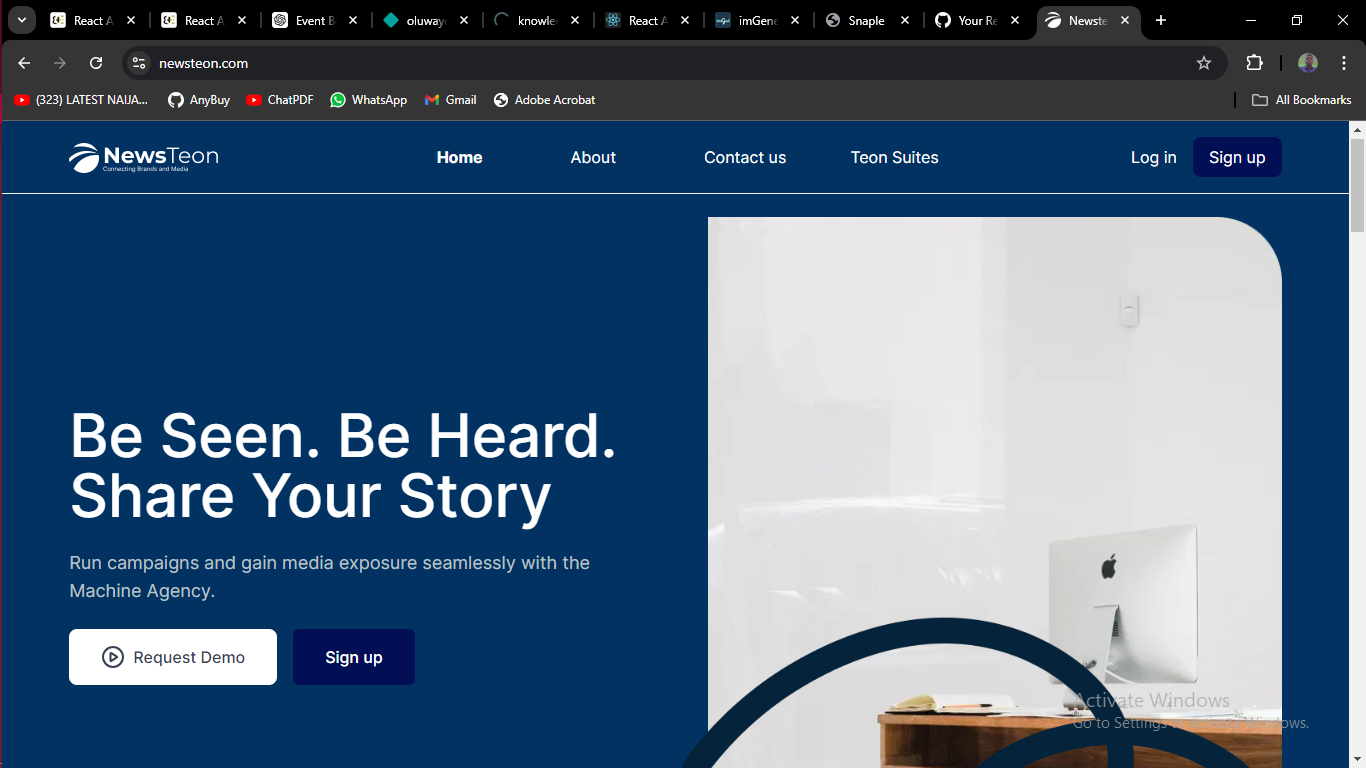 React A
React A
Event B
oluway
knowle
React A
imGene
Snaple
Your Re
Newste
newsteon.com
(323) LATEST NAIJA...
AnyBuy
ChatPDF
WhatsApp
Gmail
Adobe Acrobat
All Bookmarks
NewsTeon
Connecting Brands and Media
Home
About
Contact us
Teon Suites
Log in
Sign up
Be Seen. Be Heard.
Share Your Story
Run campaigns and gain media exposure seamlessly with the
Machine Agency.
Request Demo
Sign up
Activate Windows
Go to Settings to activate Windows.